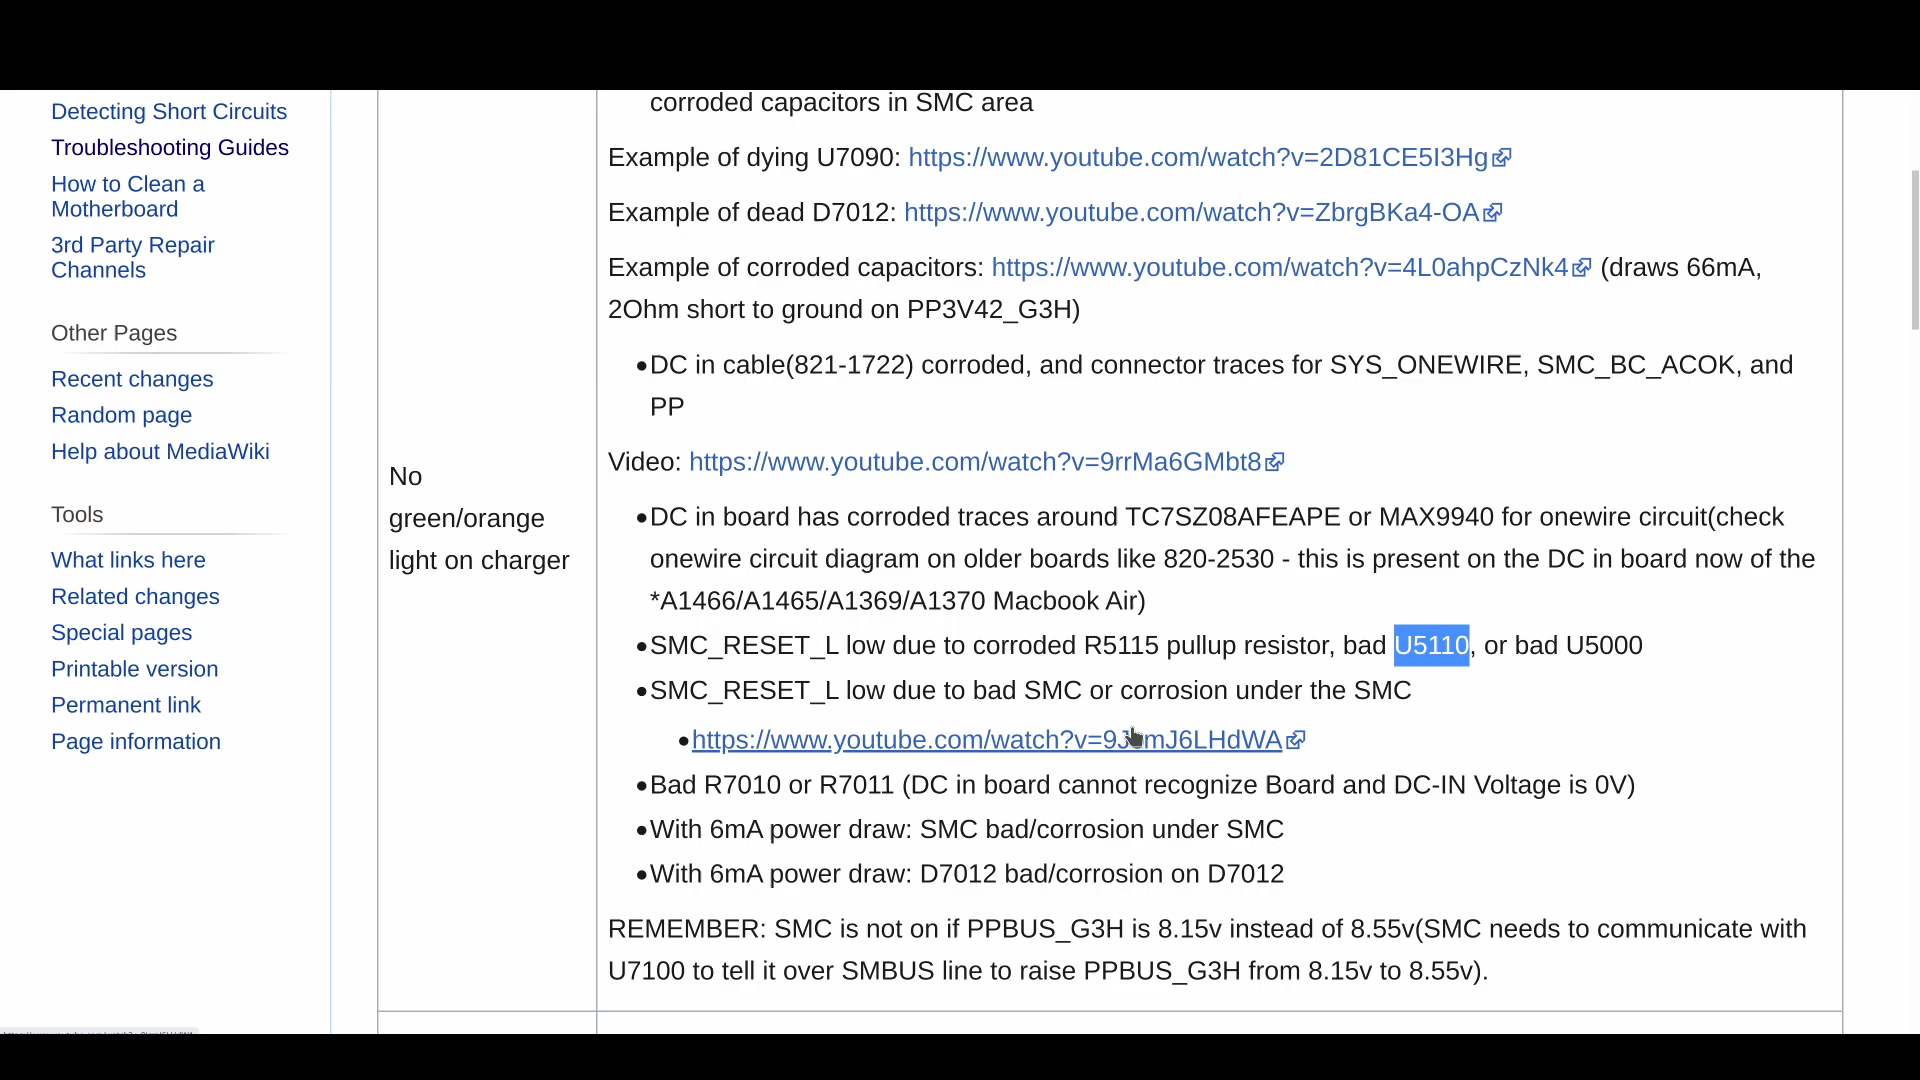 Detecting Short Circuits
Troubleshooting Guides
How to Clean a
Motherboard
3rd Party Repair
Channels
Other Pages
Recent changes
Random page
Help about MediaWiki
Tools
What links here
Related changes
Special pages
Printable version
Permanent link
Page information
No
green/orange
light on charger
corroded capacitors in SMC area
Example of dying U7090: https://www.youtube.com/watch?v=2D81CE5I3Hg
Example of dead D7012: https://www.youtube.com/watch?v=ZbrgBKa4-OA
Example of corroded capacitors: https://www.youtube.com/watch?v=4L0ahpCzNk4 (draws 66mA,
2Ohm short to ground on PP3V42_G3H)
•DC in cable(821-1722) corroded, and connector traces for SYS_ONEWIRE, SMC_BC_ACOK, and
PP
Video: https://www.youtube.com/watch?v=9rrMa6GMbt8
•DC in board has corroded traces around TC7SZ08AFEAPE or MAX9940 for onewire circuit(check
onewire circuit diagram on older boards like 820-2530 - this is present on the DC in board now of the
*A1466/A1465/A1369/A1370 Macbook Air)
•SMC_RESET_L low due to corroded R5115 pullup resistor, bad U5110, or bad U5000
•SMC_RESET_L low due to bad SMC or corrosion under the SMC
•Bad R7010 or R7011 (DC in board cannot recognize Board and DC-IN Voltage is 0V)
•With 6mA power draw: SMC bad/corrosion under SMC
•With 6mA power draw: D7012 bad/corrosion on D7012
REMEMBER: SMC is not on if PPBUS_G3H is 8.15v instead of 8.55v(SMC needs to communicate with
U7100 to tell it over SMBUS line to raise PPBUS_G3H from 8.15v to 8.55v).